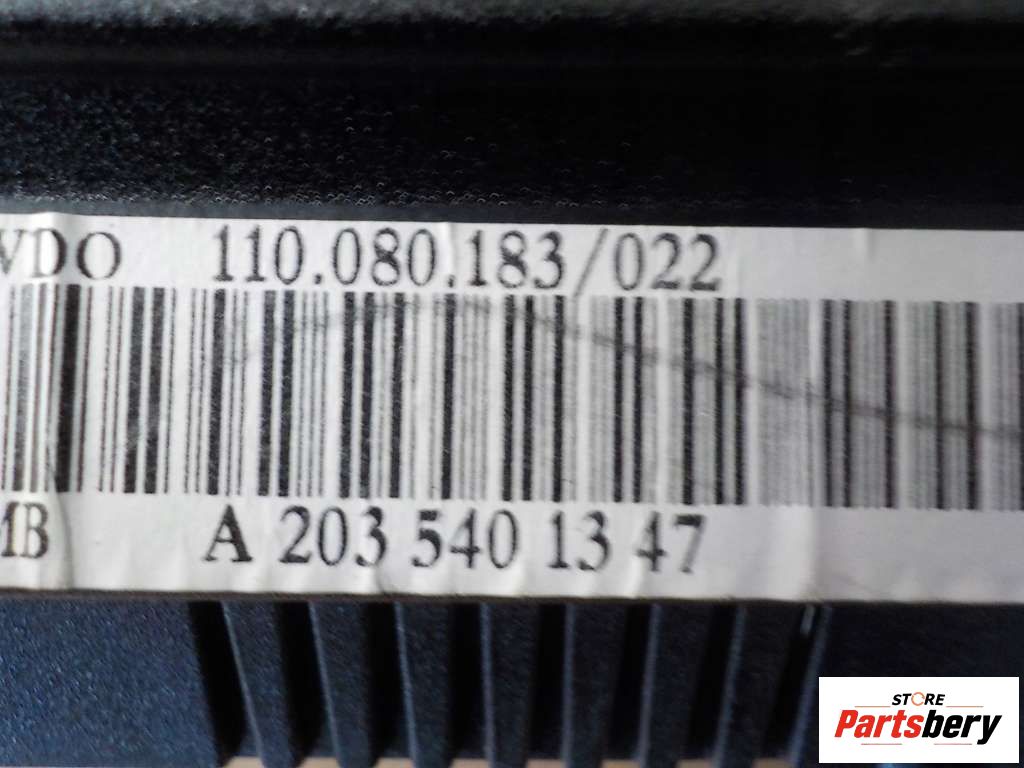 VDO 110.080.183/022
MB A 203 540 13 47
STORE
Partsbery